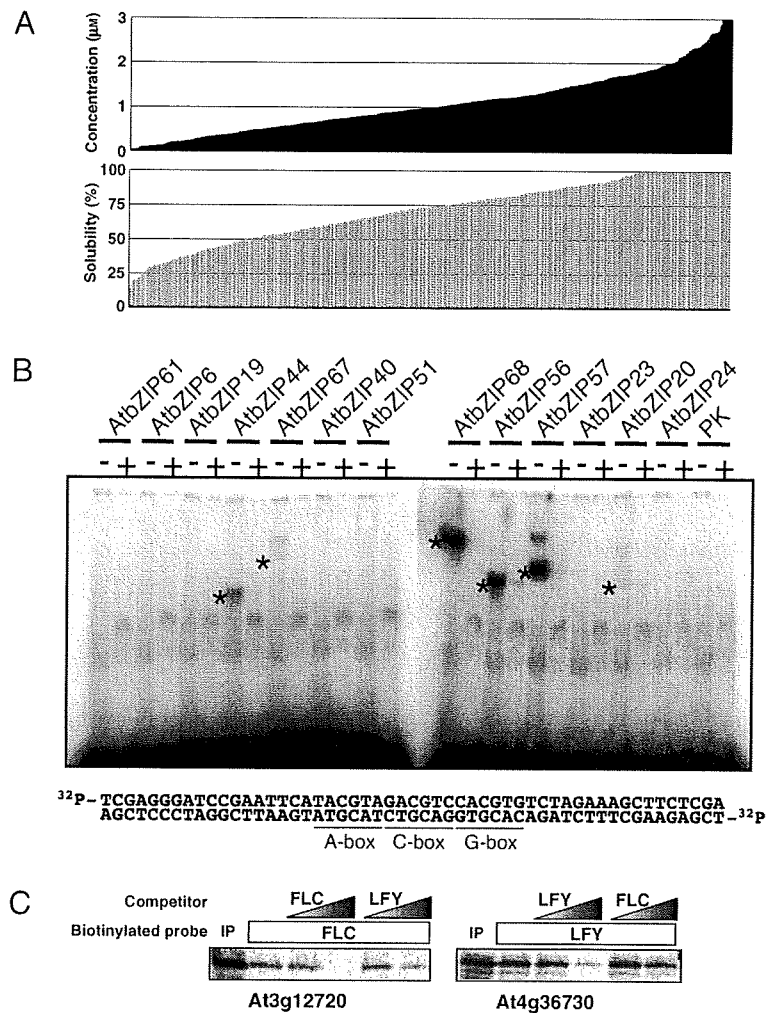 A
Concentration (μM)
3
2
1
0
Solubility (%)
100
75
50
25
0
B
AtbZIP61
AtbZIP6
AtbZIP19
AtbZIP44
AtbZIP67
AtbZIP40
AtbZIP51
AtbZIP68
AtbZIP56
AtbZIP57
AtbZIP23
AtbZIP20
AtbZIP24
PK
- + - + - + - + - + - + - + - + - + - + - + - + - + - +
* * * * * *
32P-TCGAGGGATCCGAATTCATACGTAGACGTCCACGTGTCTAGAAAGCTTCTCGA
AGCTCCCTAGGCTTAAGTATGCATCTGCAGGTGCACAGATCTTTCGAAGAGCT-32P
A-box C-box G-box
C
Competitor FLC LFY LFY FLC
Biotinylated probe IP FLC IP LFY
At3g12720 At4g36730